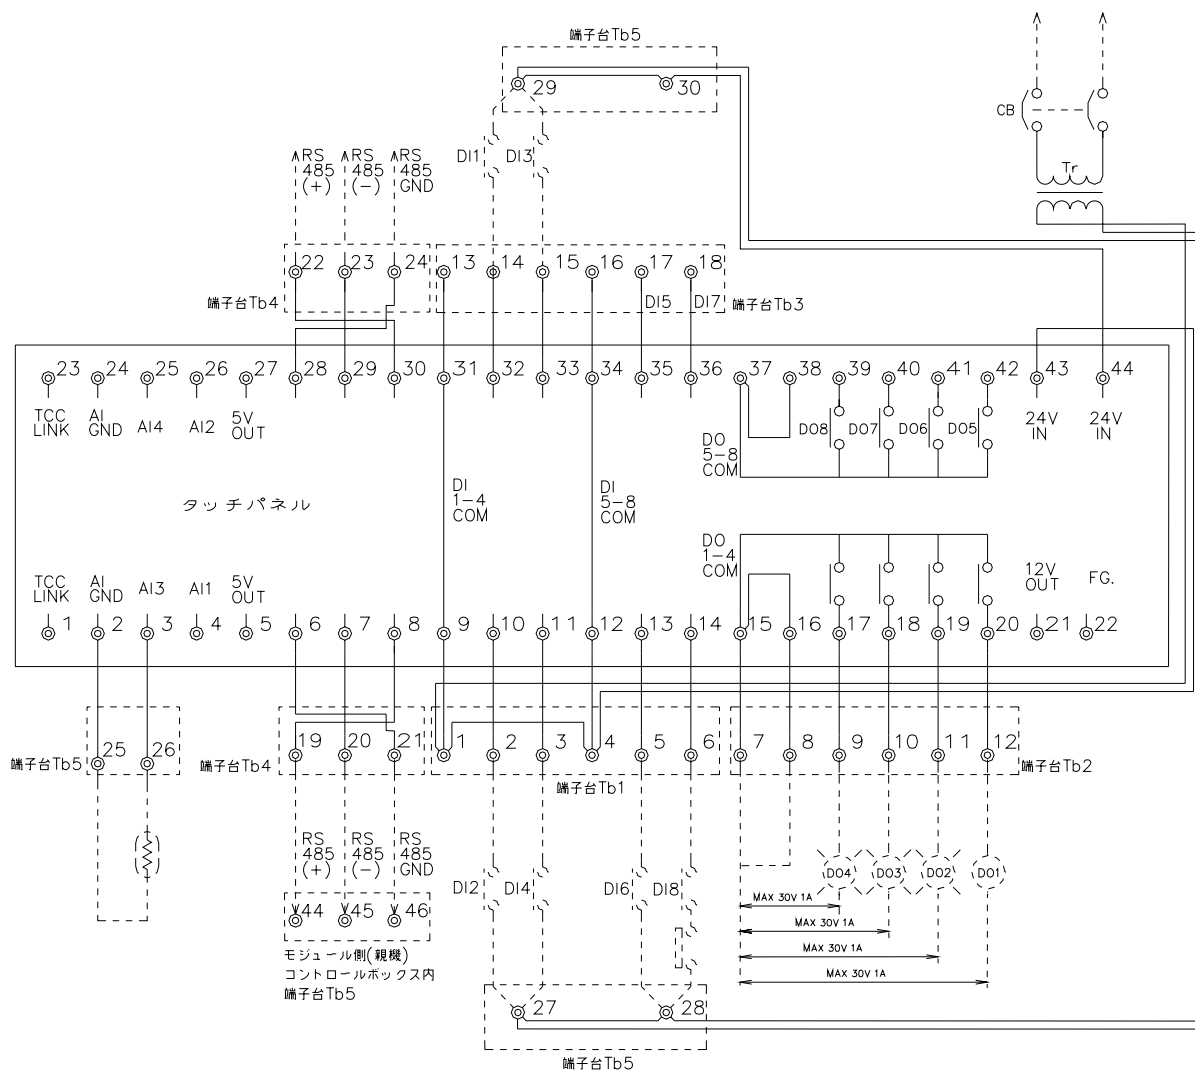 端子台Tb5
29
30
CB
Tr
DI1
DI3
RS
485
(+)
RS
485
(−)
RS
485
GND
22
23
24
13
14
15
16
17
18
DI5
DI7
端子台Tb4
端子台Tb3
23
24
25
26
27
28
29
30
31
32
33
34
35
36
37
38
39
40
41
42
43
44
TCC
LINK
AI
GND
AI4
AI2
5V
OUT
DO8
DO7
DO6
DO5
24V
IN
24V
IN
DO
5−8
COM
DI
1−4
COM
DI
5−8
COM
タッチパネル
DO
1−4
COM
TCC
LINK
AI
GND
AI3
AI1
5V
OUT
12V
OUT
FG.
1
2
3
4
5
6
7
8
9
10
11
12
13
14
15
16
17
18
19
20
21
22
25
26
19
20
21
1
2
3
4
5
6
7
8
9
10
11
12
端子台Tb5
端子台Tb4
端子台Tb1
端子台Tb2
RS
485
(+)
RS
485
(−)
RS
485
GND
DI2
DI4
DI6
DI8
DO4
DO3
DO2
DO1
MAX 30V 1A
MAX 30V 1A
MAX 30V 1A
MAX 30V 1A
44
45
46
モジュール側(親機)
コントロールボックス内
端子台Tb5
27
28
端子台Tb5